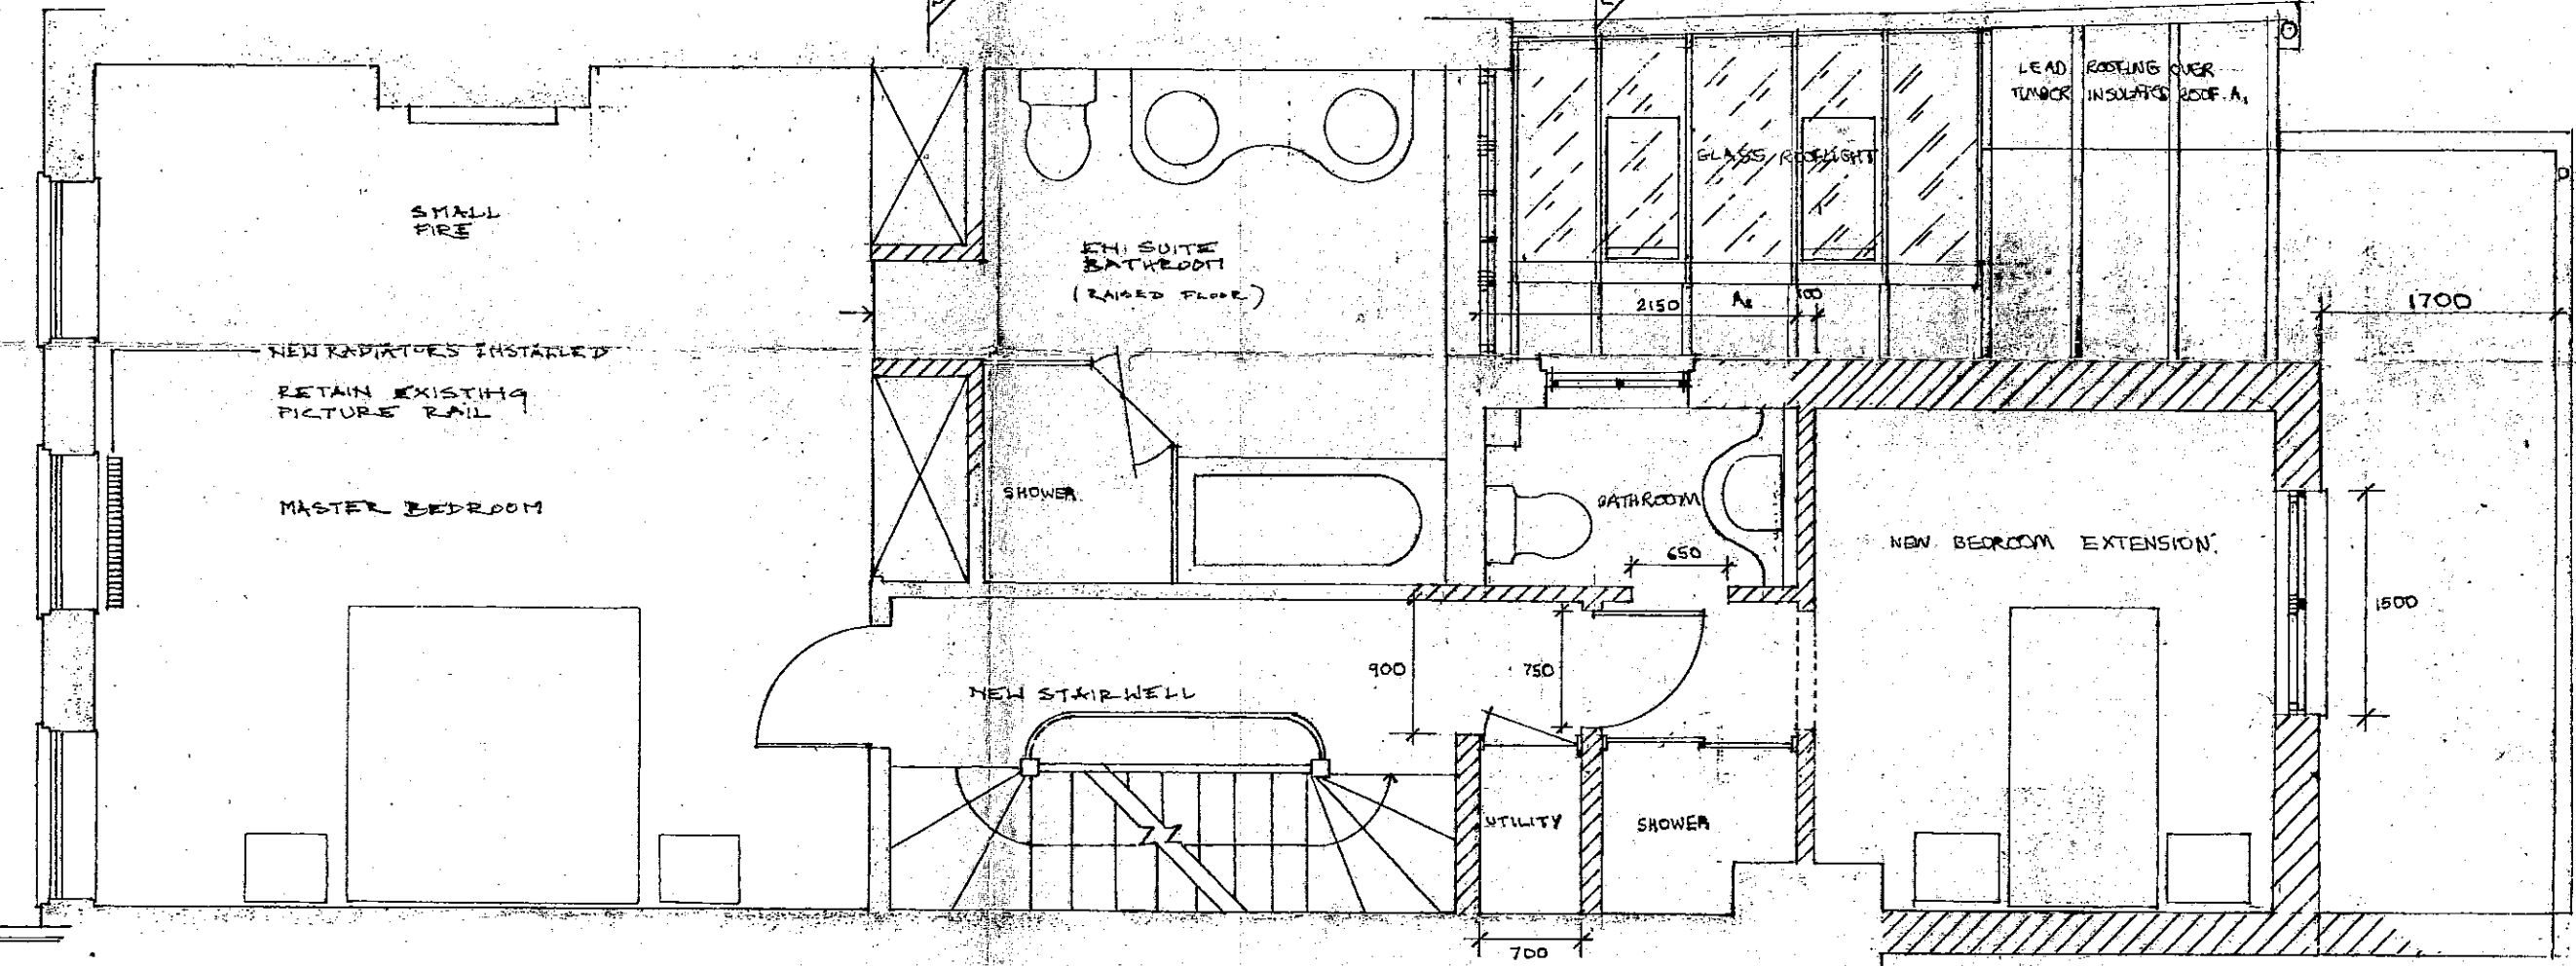 LEAD ROOFING OVER
TIMBER INSULATED ROOF. A,
GLASS ROOFLIGHT
SMALL
FIRE
EN SUITE
BATHROOM
(RAISED FLOOR)
2150
100
1700
NEW RADIATORS INSTALLED
RETAIN EXISTING
PICTURE RAIL
MASTER BEDROOM
SHOWER
BATHROOM
650
NEW BEDROOM EXTENSION.
1500
900
750
NEW STAIRWELL
UTILITY
SHOWER
700